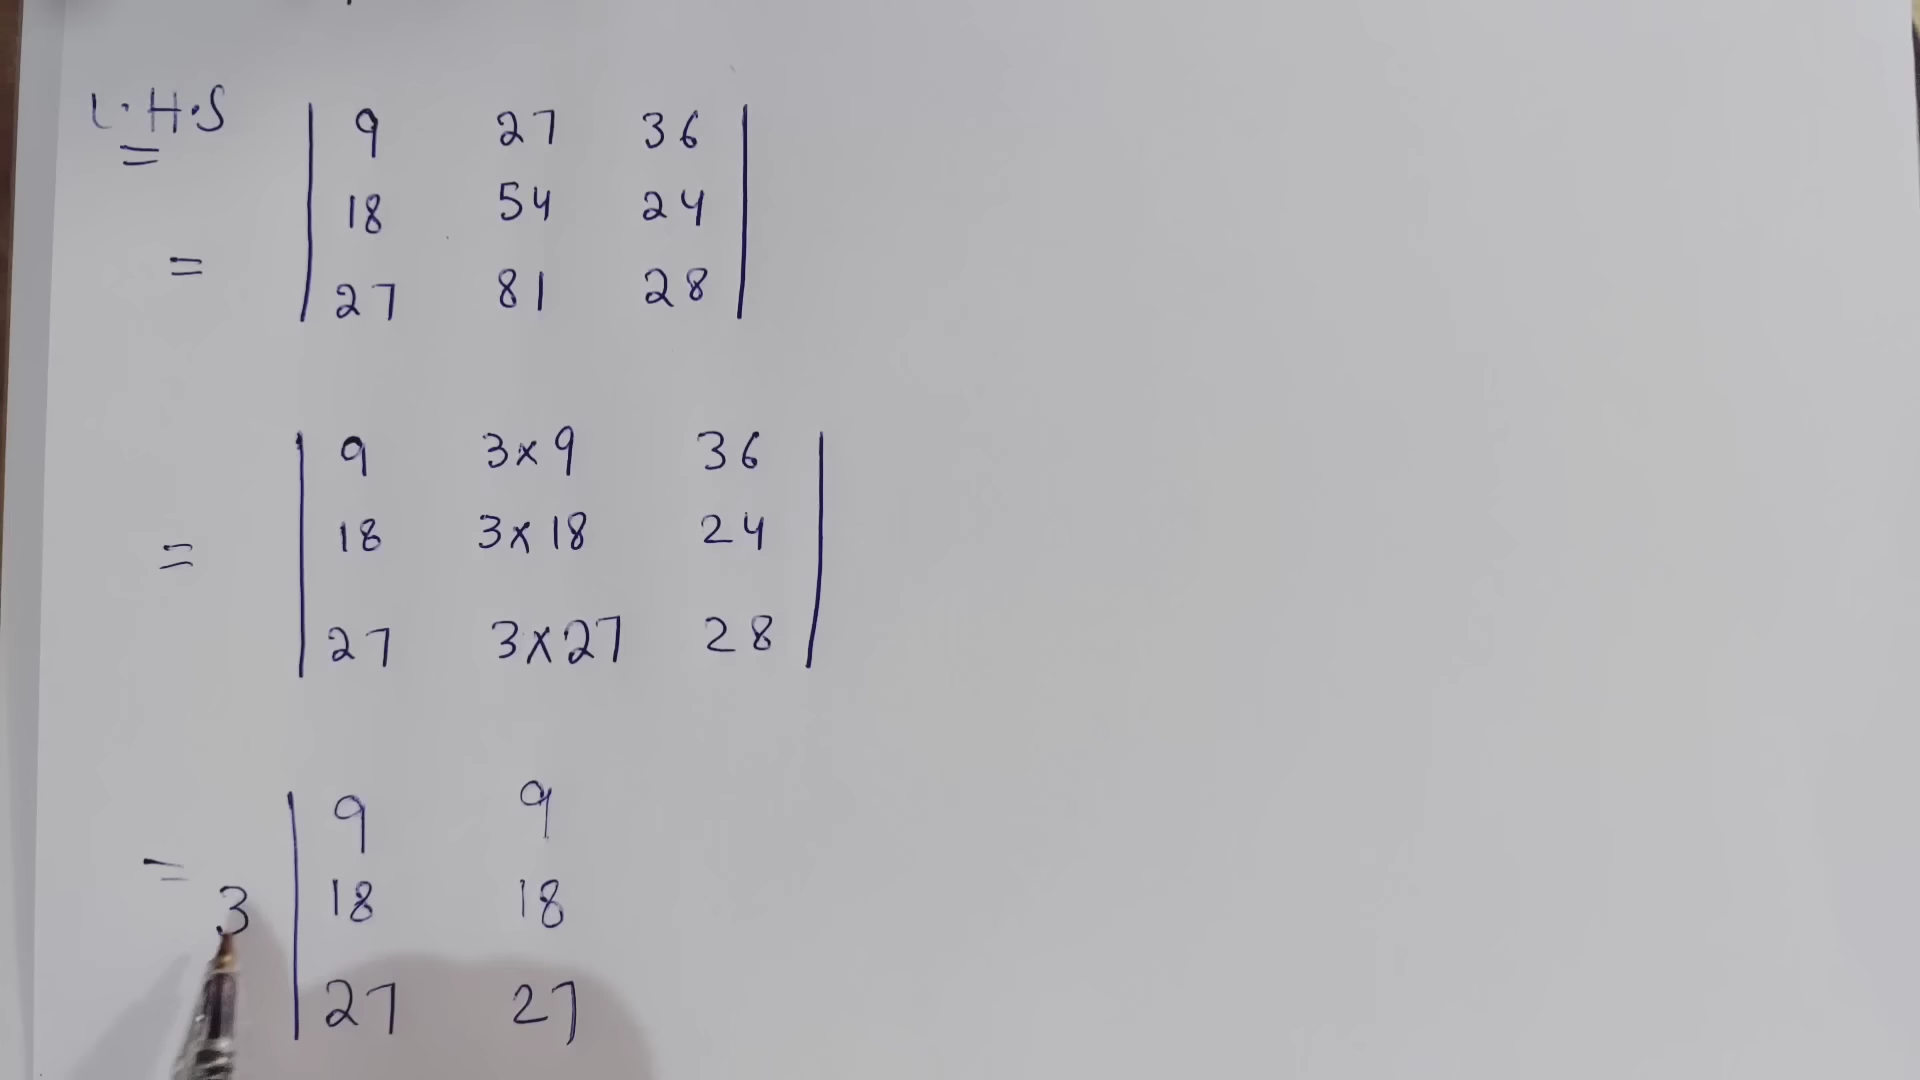 L.H.S
| 9 27 36 |
| 18 54 24 |
= | 27 81 28 |
| 9 3×9 36 |
| 18 3×18 24 |
= | 27 3×27 28 |
| 9 9
= 3 | 18 18
| 27 27